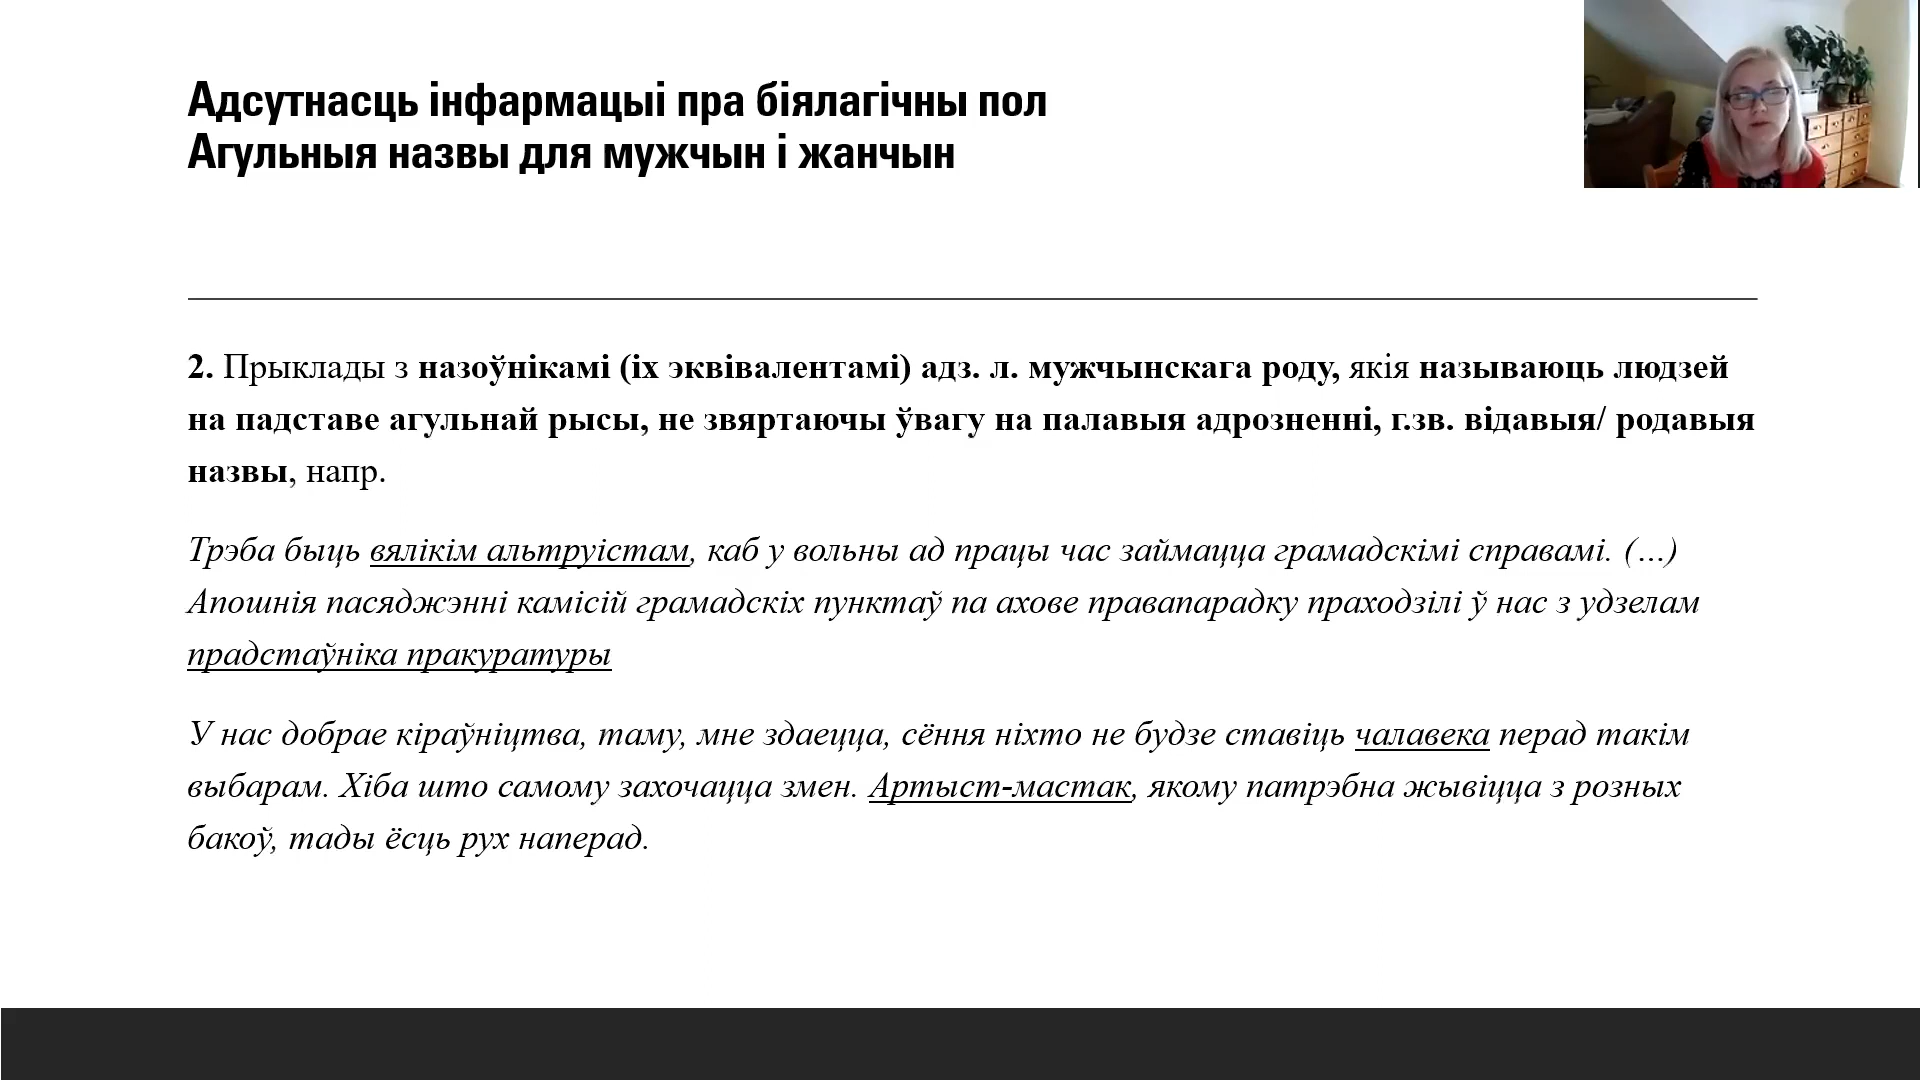 Адсутнасць інфармацыі пра біялагічны пол
Агульныя назвы для мужчын і жанчын
2. Прыклады з назоўнікамі (іх эквівалентамі) адз. л. мужчынскага роду, якія называюць людзей
на падставе агульнай рысы, не звяртаючы ўвагу на палавыя адрозненні, г.зв. відавыя/ родавыя
назвы, напр.
Трэба быць вялікім альтруістам, каб у вольны ад працы час займацца грамадскімі справамі. (…)
Апошнія пасяджэнні камісій грамадскіх пунктаў па ахове правапарадку праходзілі ў нас з удзелам
прадстаўніка пракуратуры
У нас добрае кіраўніцтва, таму, мне здаецца, сёння ніхто не будзе ставіць чалавека перад такім
выбарам. Хіба што самому захочацца змен. Артыст-мастак, якому патрэбна жывіцца з розных
бакоў, тады ёсць рух наперад.